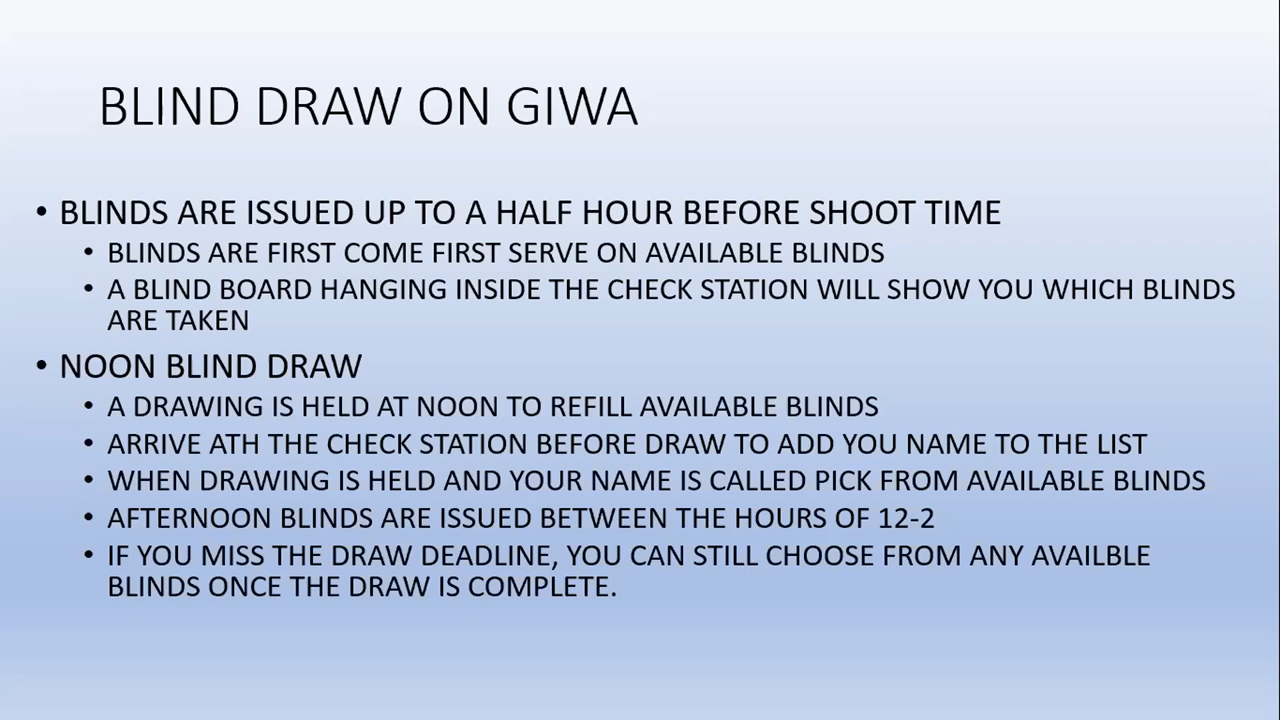 BLIND DRAW ON GIWA
• BLINDS ARE ISSUED UP TO A HALF HOUR BEFORE SHOOT TIME
• BLINDS ARE FIRST COME FIRST SERVE ON AVAILABLE BLINDS
• A BLIND BOARD HANGING INSIDE THE CHECK STATION WILL SHOW YOU WHICH BLINDS
ARE TAKEN
• NOON BLIND DRAW
• A DRAWING IS HELD AT NOON TO REFILL AVAILABLE BLINDS
• ARRIVE ATH THE CHECK STATION BEFORE DRAW TO ADD YOU NAME TO THE LIST
• WHEN DRAWING IS HELD AND YOUR NAME IS CALLED PICK FROM AVAILABLE BLINDS
• AFTERNOON BLINDS ARE ISSUED BETWEEN THE HOURS OF 12-2
• IF YOU MISS THE DRAW DEADLINE, YOU CAN STILL CHOOSE FROM ANY AVAILBLE
BLINDS ONCE THE DRAW IS COMPLETE.